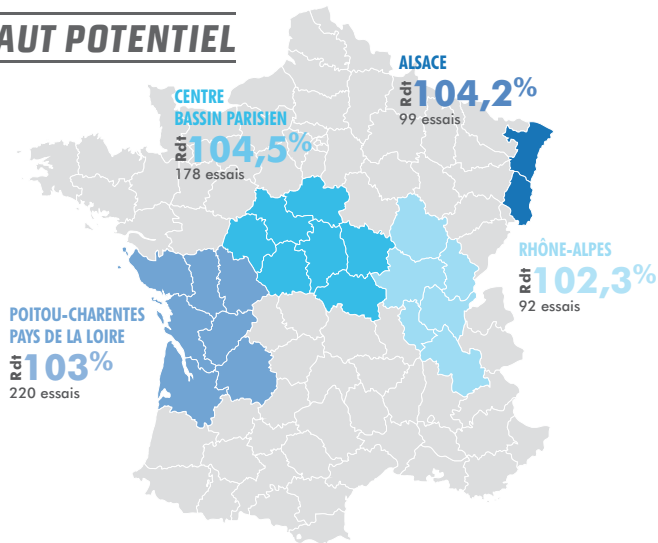 AUT POTENTIEL
ALSACE
Rdt 104,2%
99 essais
CENTRE
BASSIN PARISIEN
Rdt 104,5%
178 essais
RHÔNE-ALPES
Rdt 102,3%
92 essais
POITOU-CHARENTES
PAYS DE LA LOIRE
Rdt 103%
220 essais